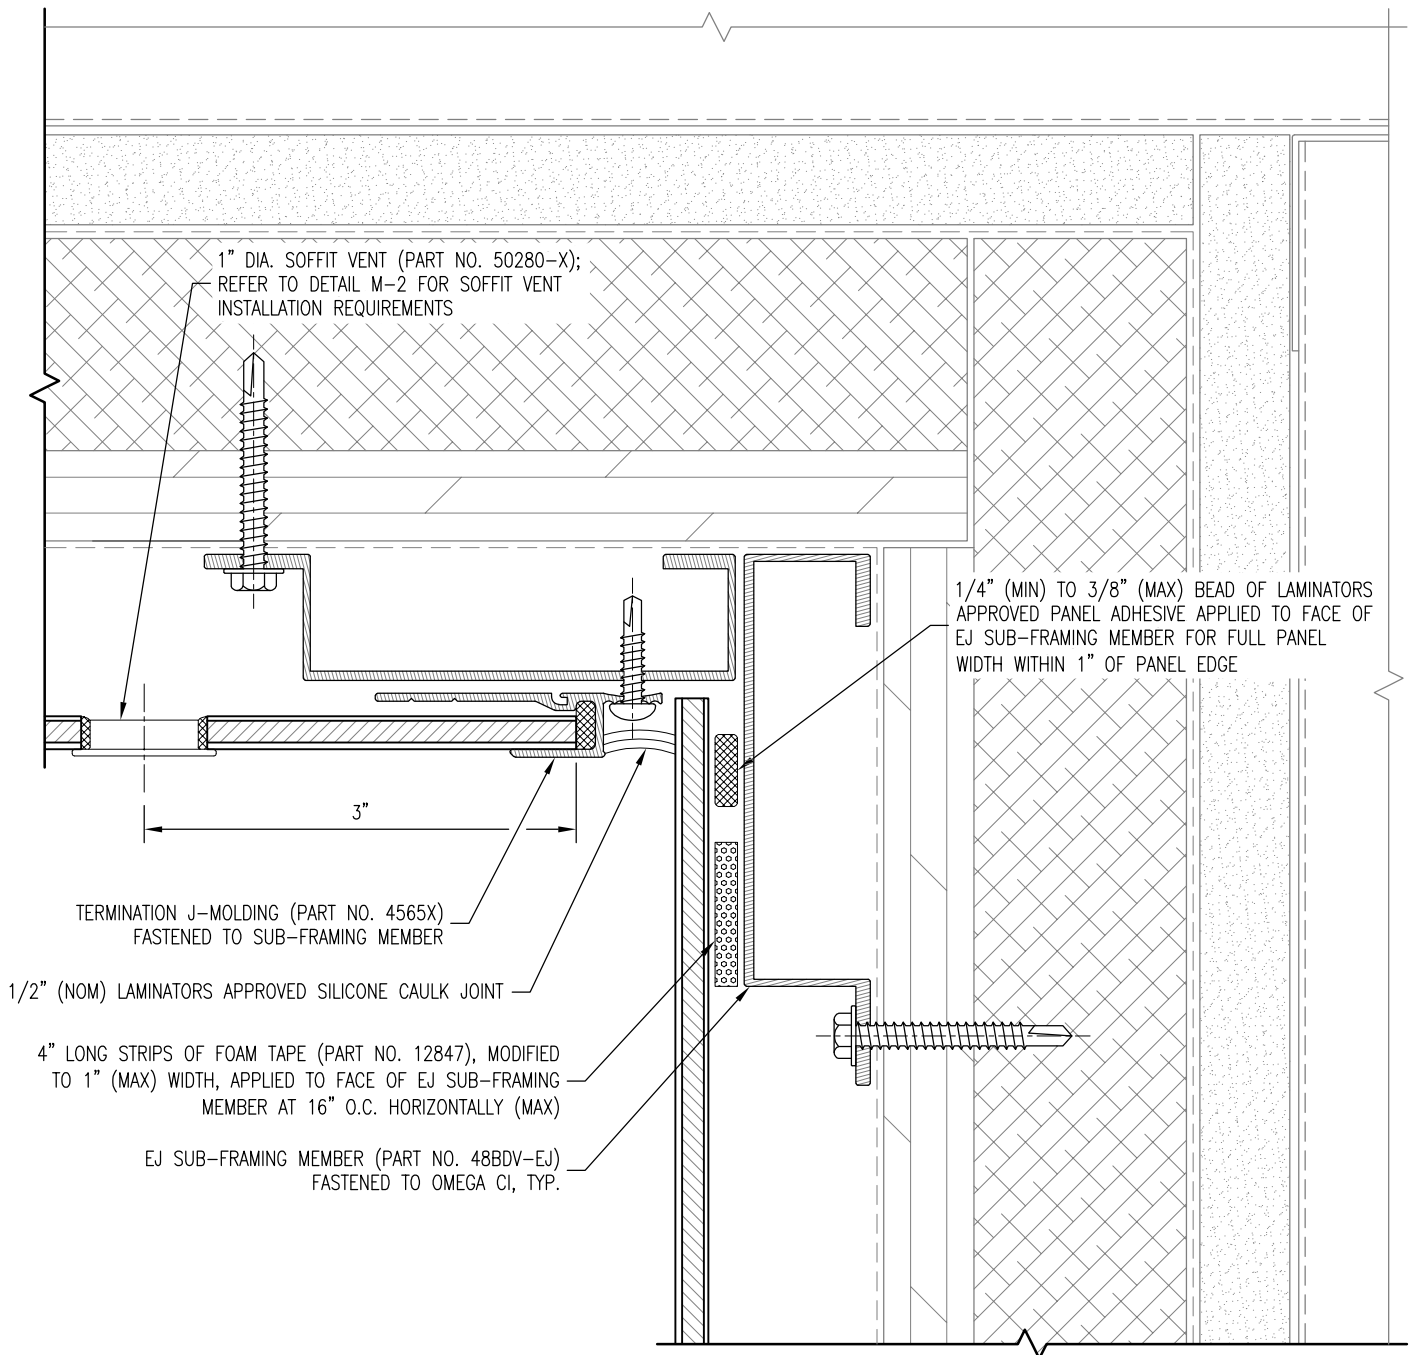 1” DIA. SOFFIT VENT (PART NO. 50280-X);
REFER TO DETAIL M-2 FOR SOFFIT VENT
INSTALLATION REQUIREMENTS
1/4” (MIN) TO 3/8” (MAX) BEAD OF LAMINATORS
APPROVED PANEL ADHESIVE APPLIED TO FACE OF
EJ SUB-FRAMING MEMBER FOR FULL PANEL
WIDTH WITHIN 1” OF PANEL EDGE
3”
TERMINATION J-MOLDING (PART NO. 4565X)
FASTENED TO SUB-FRAMING MEMBER
1/2” (NOM) LAMINATORS APPROVED SILICONE CAULK JOINT
4” LONG STRIPS OF FOAM TAPE (PART NO. 12847), MODIFIED
TO 1” (MAX) WIDTH, APPLIED TO FACE OF EJ SUB-FRAMING
MEMBER AT 16” O.C. HORIZONTALLY (MAX)
EJ SUB-FRAMING MEMBER (PART NO. 48BDV-EJ)
FASTENED TO OMEGA CI, TYP.